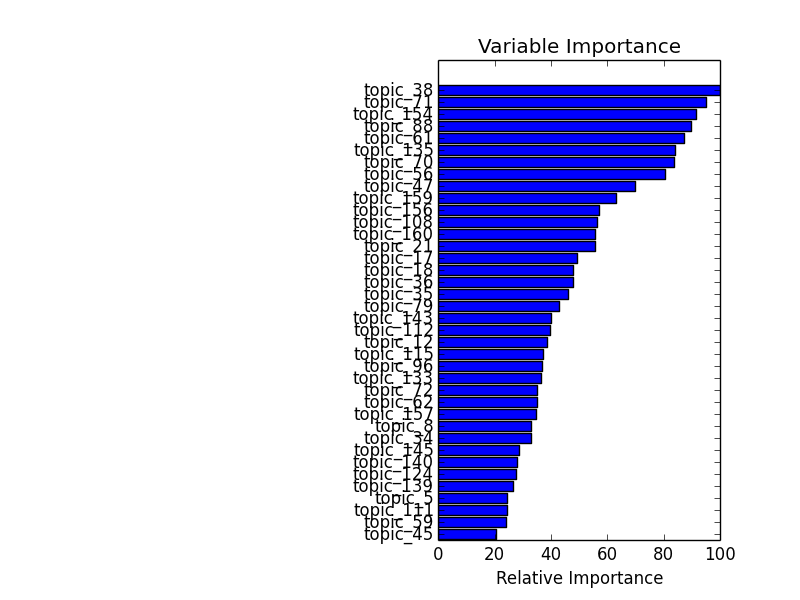 Variable Importance
topic_38
topic_71
topic_154
topic_88
topic_61
topic_135
topic_70
topic_56
topic_47
topic_159
topic_156
topic_108
topic_160
topic_21
topic_17
topic_18
topic_36
topic_35
topic_79
topic_143
topic_112
topic_12
topic_115
topic_96
topic_133
topic_72
topic_62
topic_157
topic_8
topic_34
topic_145
topic_140
topic_124
topic_139
topic_5
topic_111
topic_59
topic_45
0 20 40 60 80 100
Relative Importance